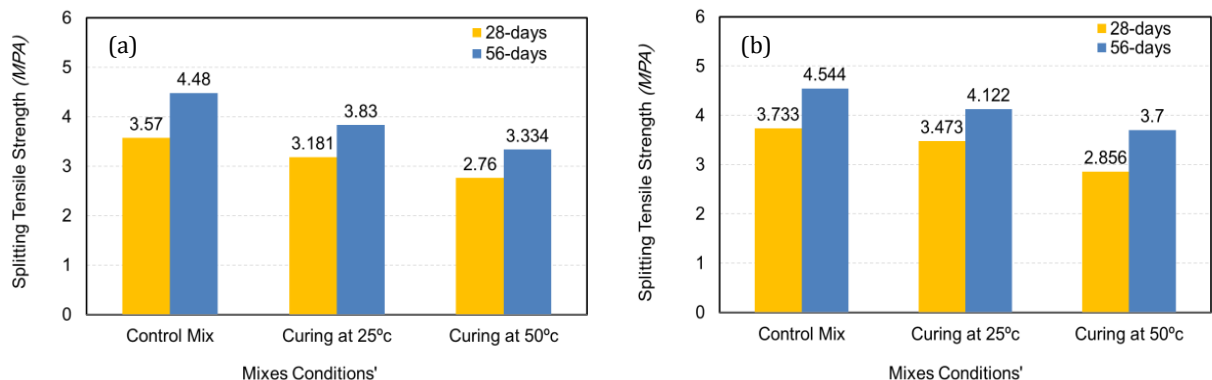 (a)
28-days
56-days
Splitting Tensile Strength (MPA)
6
5
4
3
2
1
0
3.57
4.48
3.181
3.83
2.76
3.334
Control Mix
Curing at 25ºc
Curing at 50ºc
Mixes Conditions'
(b)
28-days
56-days
Splitting Tensile Strength (MPA)
6
5
4
3
2
1
0
3.733
4.544
3.473
4.122
2.856
3.7
Control Mix
Curing at 25ºc
Curing at 50ºc
Mixes Conditions'